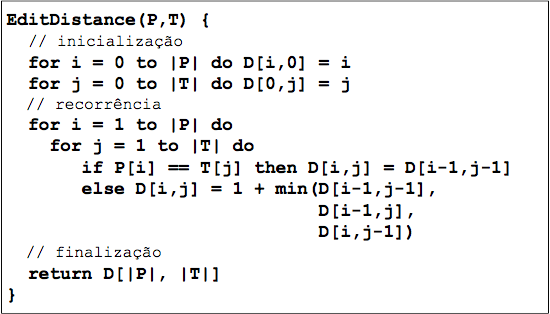 EditDistance(P,T) {
// inicialização
for i = 0 to |P| do D[i,0] = i
for j = 0 to |T| do D[0,j] = j
// recorrência
for i = 1 to |P| do
for j = 1 to |T| do
if P[i] == T[j] then D[i,j] = D[i-1,j-1]
else D[i,j] = 1 + min(D[i-1,j-1],
D[i-1,j],
D[i,j-1])
// finalização
return D[|P|, |T|]
}